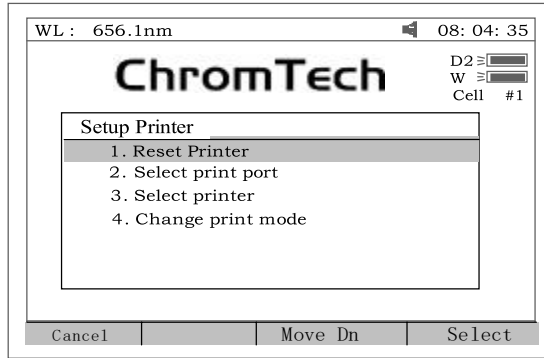 WL: 656.1nm 08: 04: 35
ChromTech
D2
W
Cell #1
Setup Printer
1. Reset Printer
2. Select print port
3. Select printer
4. Change print mode
Cancel Move Dn Select